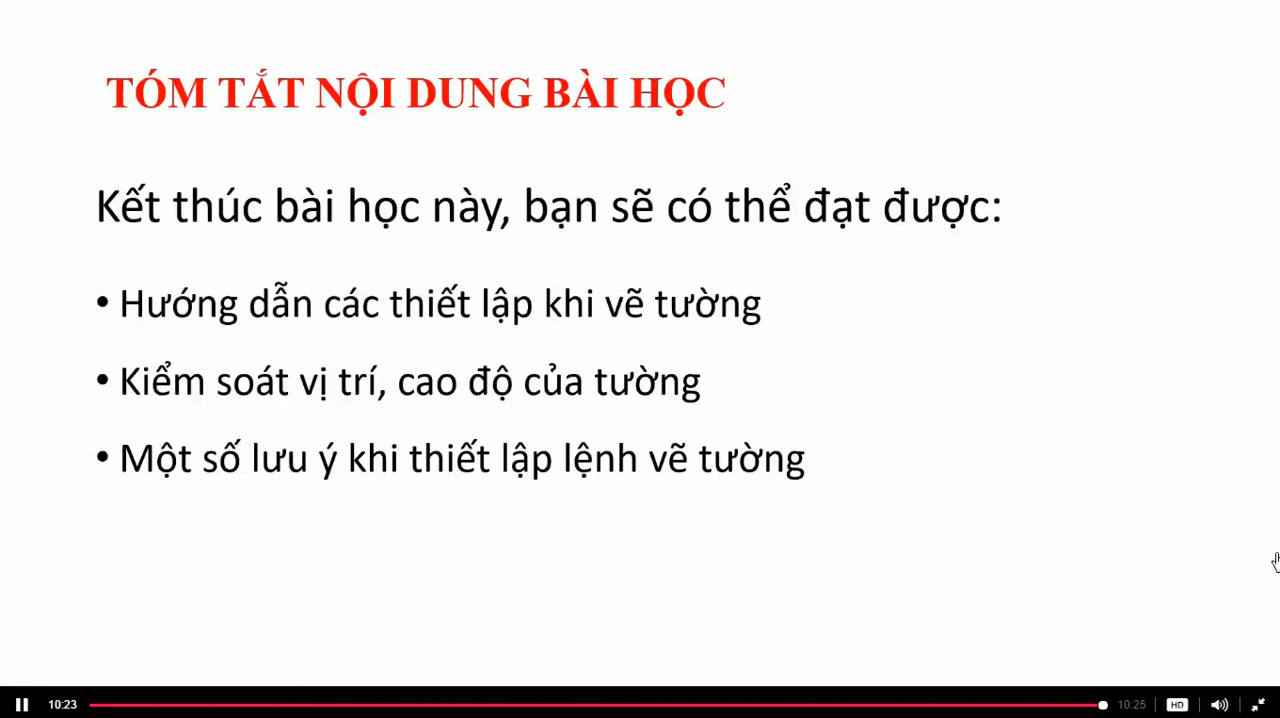 TÓM TẮT NỘI DUNG BÀI HỌC
Kết thúc bài học này, bạn sẽ có thể đạt được:
• Hướng dẫn các thiết lập khi vẽ tường
• Kiểm soát vị trí, cao độ của tường
• Một số lưu ý khi thiết lập lệnh vẽ tường
10:23 10:25 HD